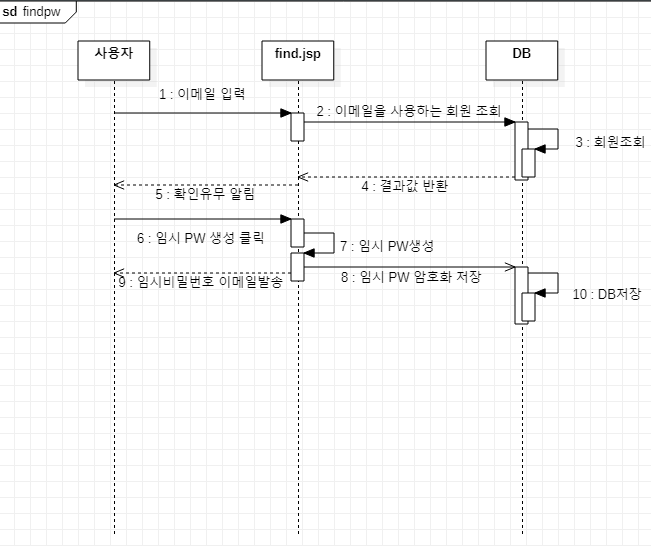 sd findpw
사용자
find.jsp
DB
1 : 이메일 입력
2 : 이메일을 사용하는 회원 조회
3 : 회원조회
4 : 결과값 반환
5 : 확인유무 알림
6 : 임시 PW 생성 클릭
7 : 임시 PW생성
8 : 임시 PW 암호화 저장
9 : 임시비밀번호 이메일발송
10 : DB저장